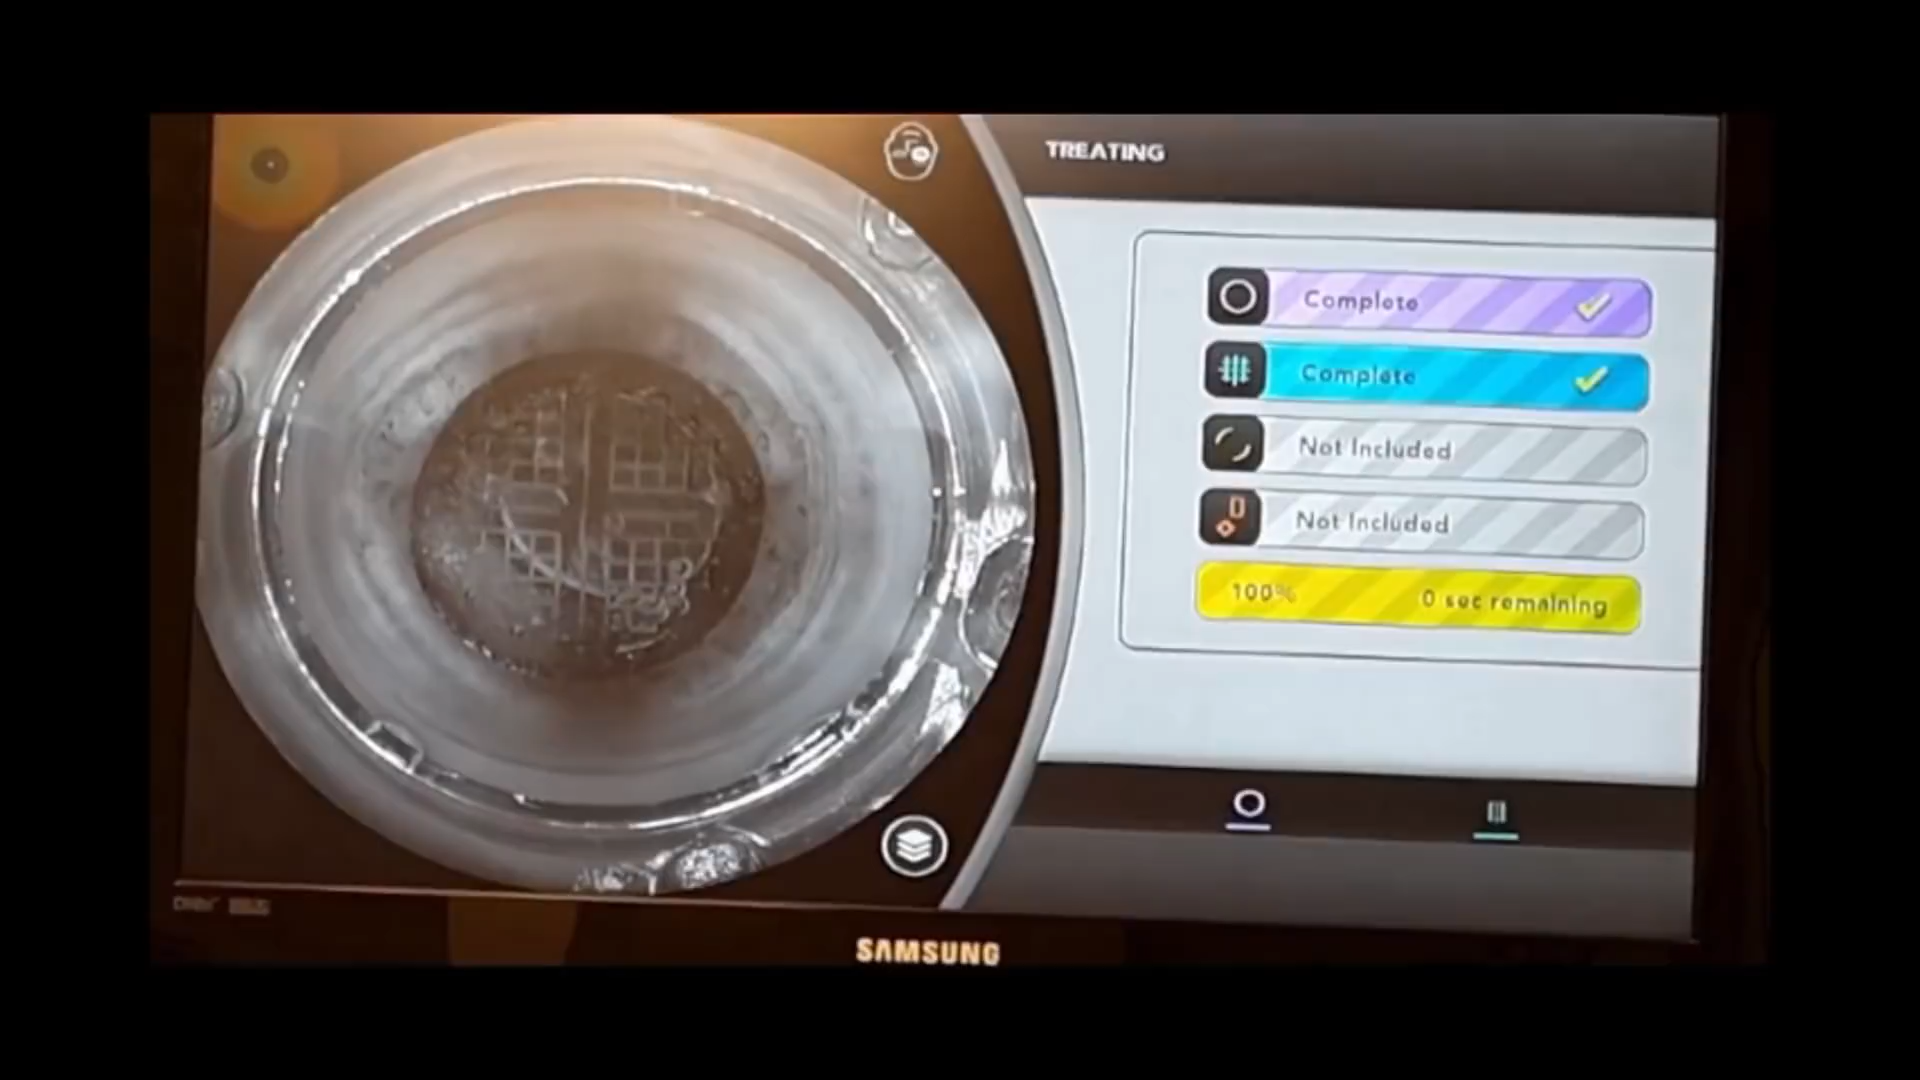 TREATING
Complete
Complete
Not Included
Not Included
100% 0 sec remaining
SAMSUNG